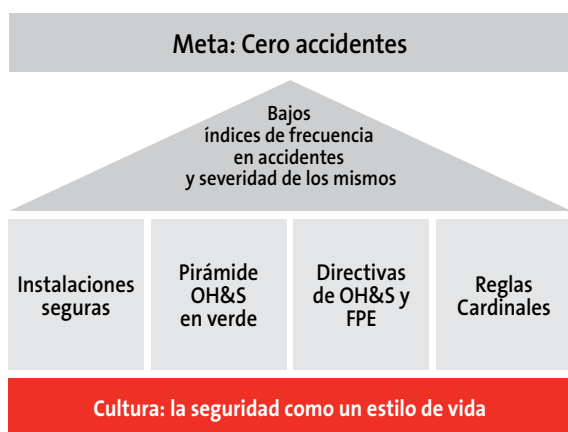 Meta: Cero accidentes
Bajos
índices de frecuencia
en accidentes
y severidad de los mismos
Instalaciones
seguras
Pirámide
OH&S
en verde
Directivas
de OH&S y
FPE
Reglas
Cardinales
Cultura: la seguridad como un estilo de vida